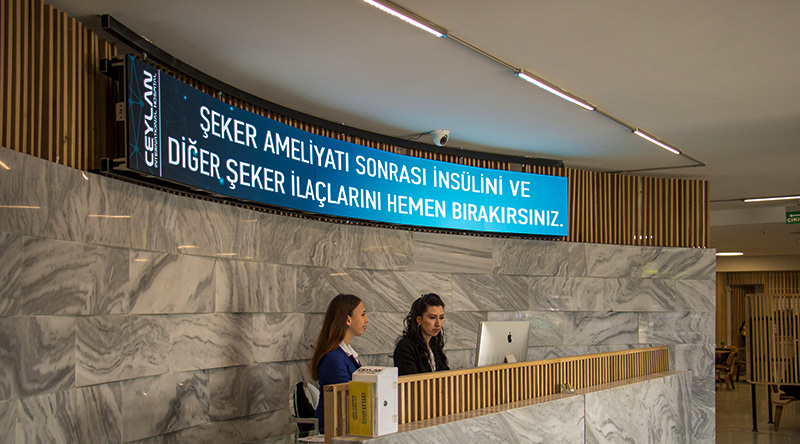 CEYLAN
INTERNATIONAL HOSPITAL
ŞEKER AMELİYATI SONRASI İNSÜLİNİ VE
DİĞER ŞEKER İLAÇLARINI HEMEN BIRAKIRSINIZ.